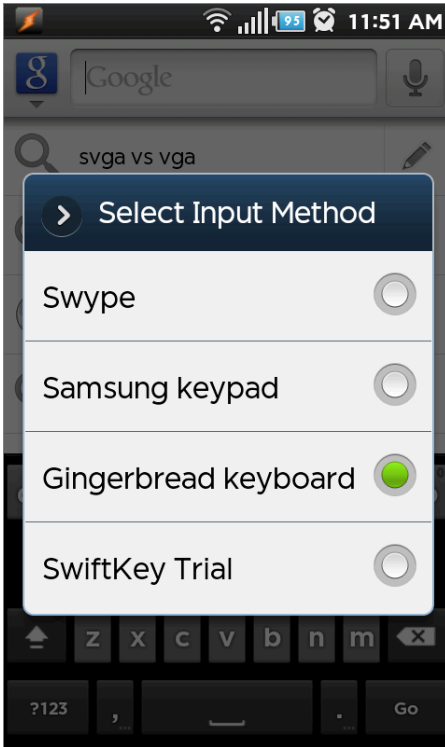 95 11:51 AM
g Google
svga vs vga
Select Input Method
Swype
Samsung keypad
Gingerbread keyboard
SwiftKey Trial
z x c v b n m
?123 , . Go